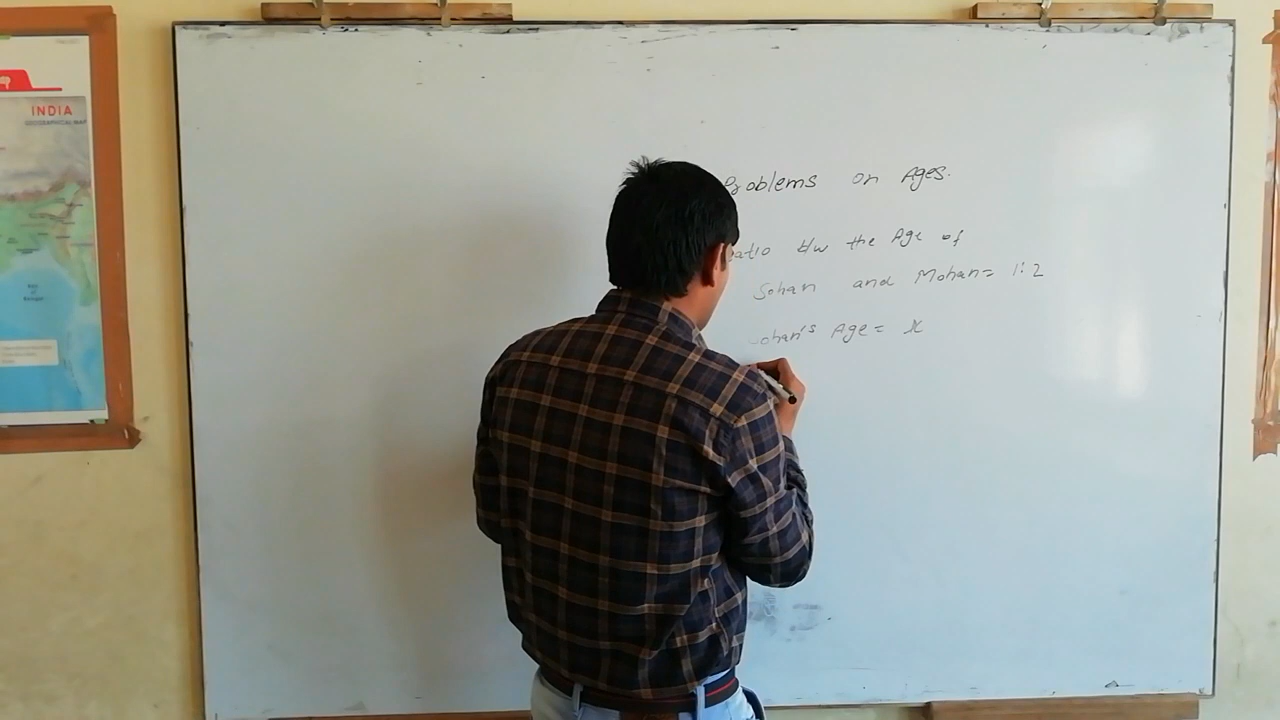 INDIA
GEOGRAPHICAL MAP
Problems on Ages.
Ratio b/w the Age of
Sohan and Mohan = 1:2
Sohan's Age = x